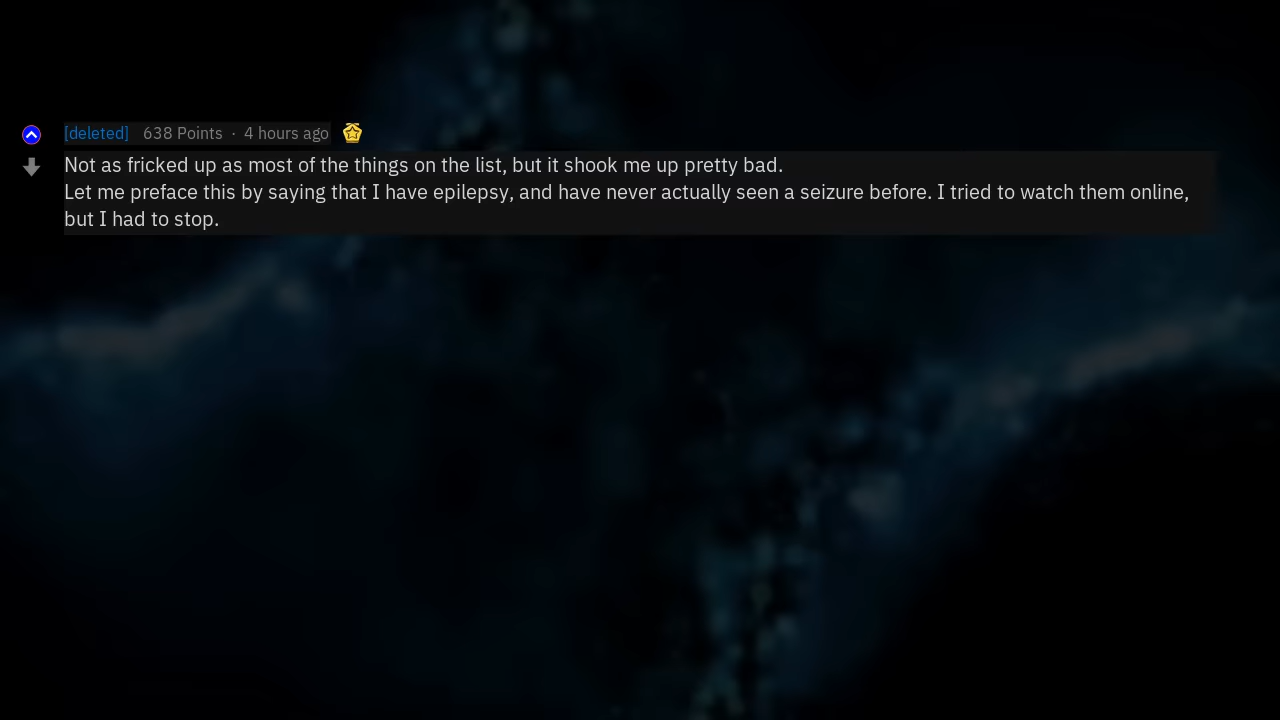 [deleted] 638 Points · 4 hours ago
Not as fricked up as most of the things on the list, but it shook me up pretty bad.
Let me preface this by saying that I have epilepsy, and have never actually seen a seizure before. I tried to watch them online,
but I had to stop.